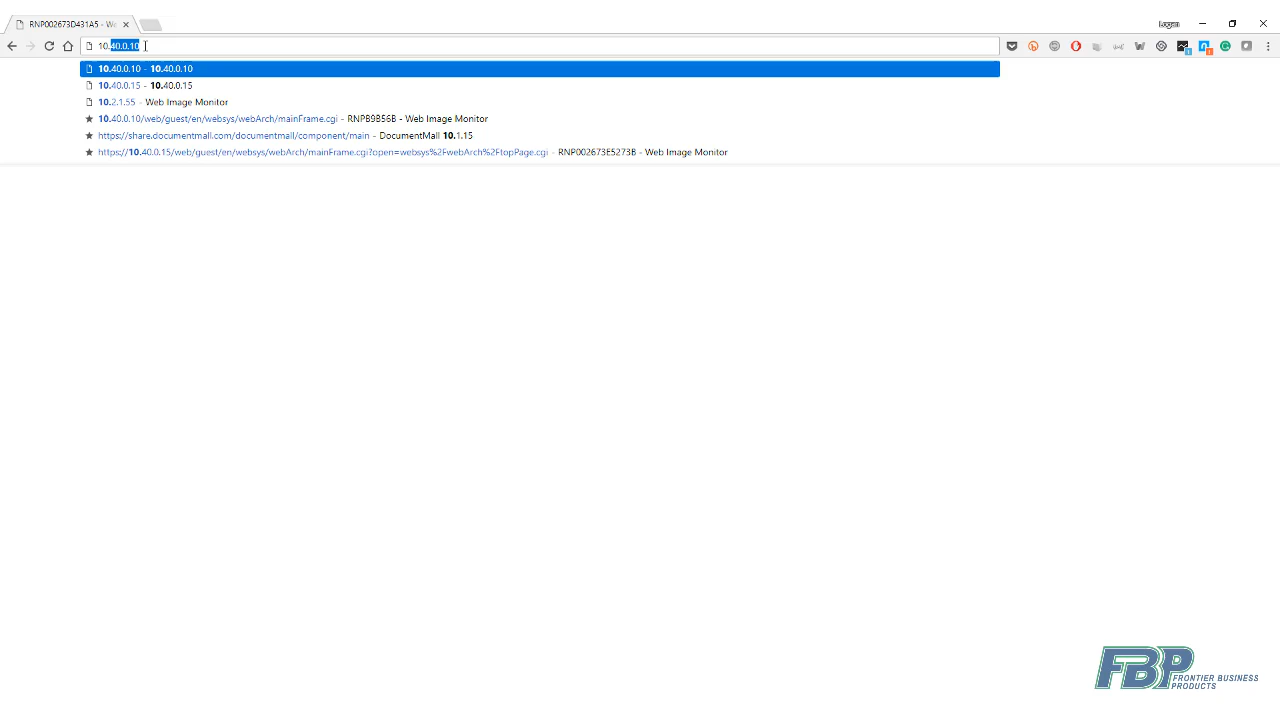 RNP002673D431A5 - We
Logan
10.40.0.10
10.40.0.10 - 10.40.0.10
10.40.0.15 - 10.40.0.15
10.2.1.55 - Web Image Monitor
10.40.0.10/web/guest/en/websys/webArch/mainFrame.cgi - RNPB9B56B - Web Image Monitor
https://share.documentmall.com/documentmall/component/main - DocumentMall 10.1.15
https://10.40.0.15/web/guest/en/websys/webArch/mainFrame.cgi?open=websys%2FwebArch%2FtopPage.cgi - RNP002673E5273B - Web Image Monitor
FBP FRONTIER BUSINESS
PRODUCTS